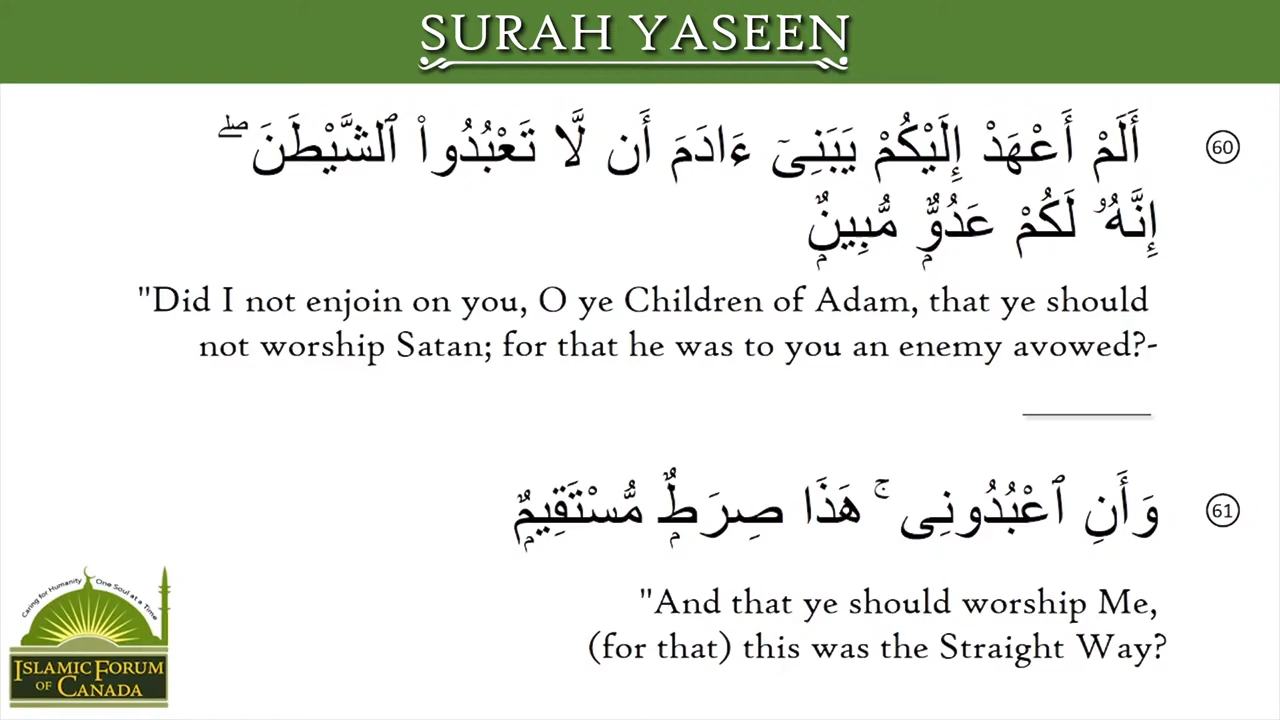 SURAH YASEEN
أَلَمْ أَعْهَدْ إِلَيْكُمْ يَبَنِىٓ ءَادَمَ أَن لَّا تَعْبُدُوا۟ ٱلشَّيْطَنَ ۖ
60
إِنَّهُۥ لَكُمْ عَدُوٌّۭ مُّبِينٌۭ
"Did I not enjoin on you, O ye Children of Adam, that ye should
not worship Satan; for that he was to you an enemy avowed?-
وَأَنِ ٱعْبُدُونِى ۚ هَذَا صِرَطٌۭ مُّسْتَقِيمٌۭ
61
"And that ye should worship Me,
(for that) this was the Straight Way?
Caring for Humanity One Soul at a Time
ISLAMIC FORUM
OF CANADA